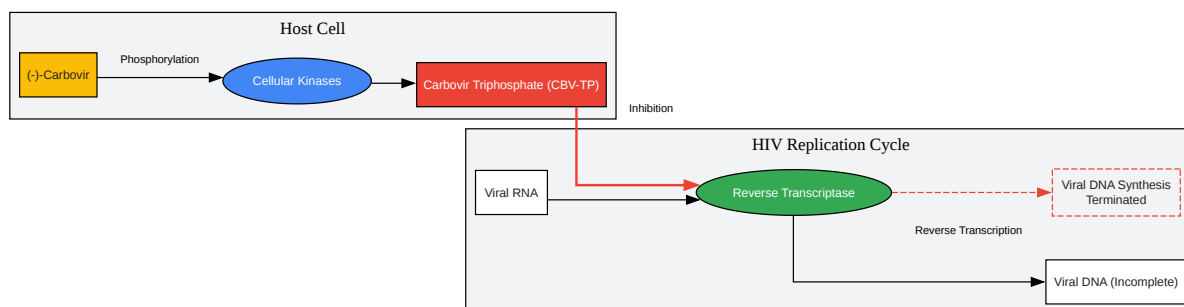 Host Cell
(-)-Carbovir
Phosphorylation
Cellular Kinases
Carbovir Triphosphate (CBV-TP)
Inhibition
HIV Replication Cycle
Viral RNA
Reverse Transcriptase
Viral DNA Synthesis
Terminated
Reverse Transcription
Viral DNA (Incomplete)